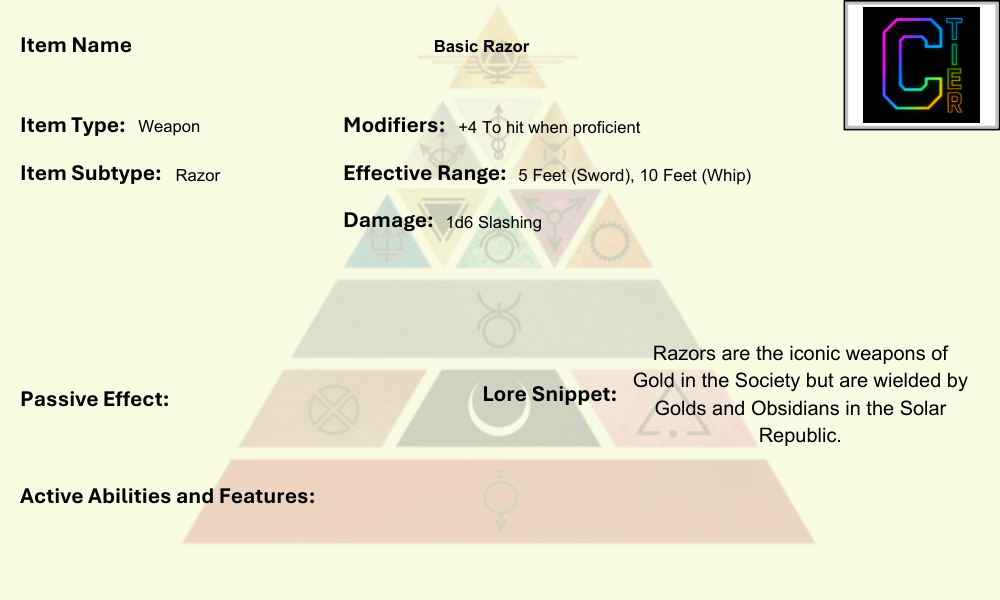 Item Name Basic Razor
C TIER
Item Type: Weapon Modifiers: +4 To hit when proficient
Item Subtype: Razor Effective Range: 5 Feet (Sword), 10 Feet (Whip)
Damage: 1d6 Slashing
Passive Effect:
Lore Snippet:
Razors are the iconic weapons of
Gold in the Society but are wielded by
Golds and Obsidians in the Solar
Republic.
Active Abilities and Features: